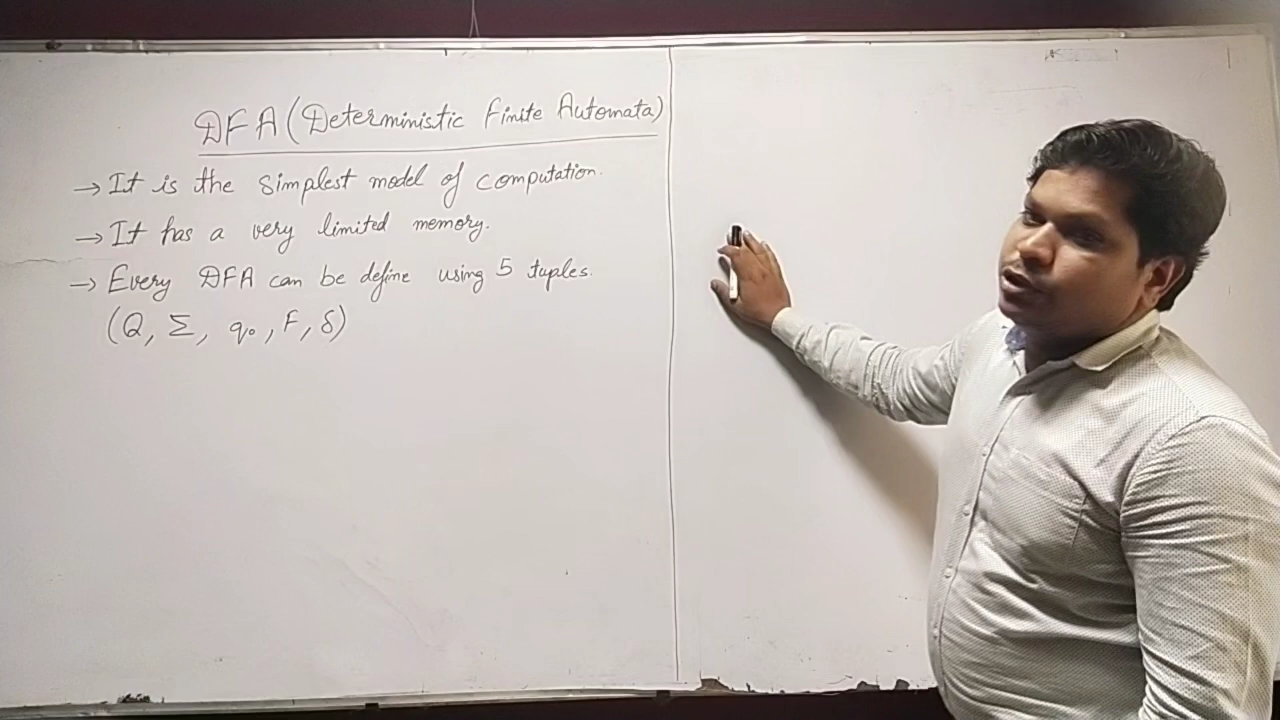 DFA (Deterministic Finite Automata)
→ It is the simplest model of computation.
→ It has a very limited memory.
→ Every DFA can be define using 5 tuples.
(Q, Σ, q₀, F, δ)